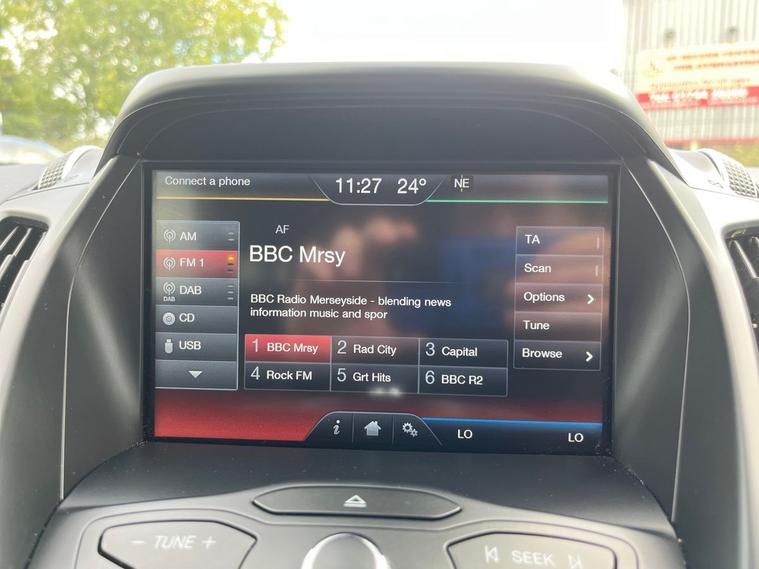 Connect a phone
11:27 24° NE
AM
FM 1
DAB
DAB
CD
USB
AF
BBC Mrsy
BBC Radio Merseyside - blending news
information music and spor
1 BBC Mrsy 2 Rad City 3 Capital
4 Rock FM 5 Grt Hits 6 BBC R2
TA
Scan
Options
Tune
Browse
i
LO LO
- TUNE +
SEEK